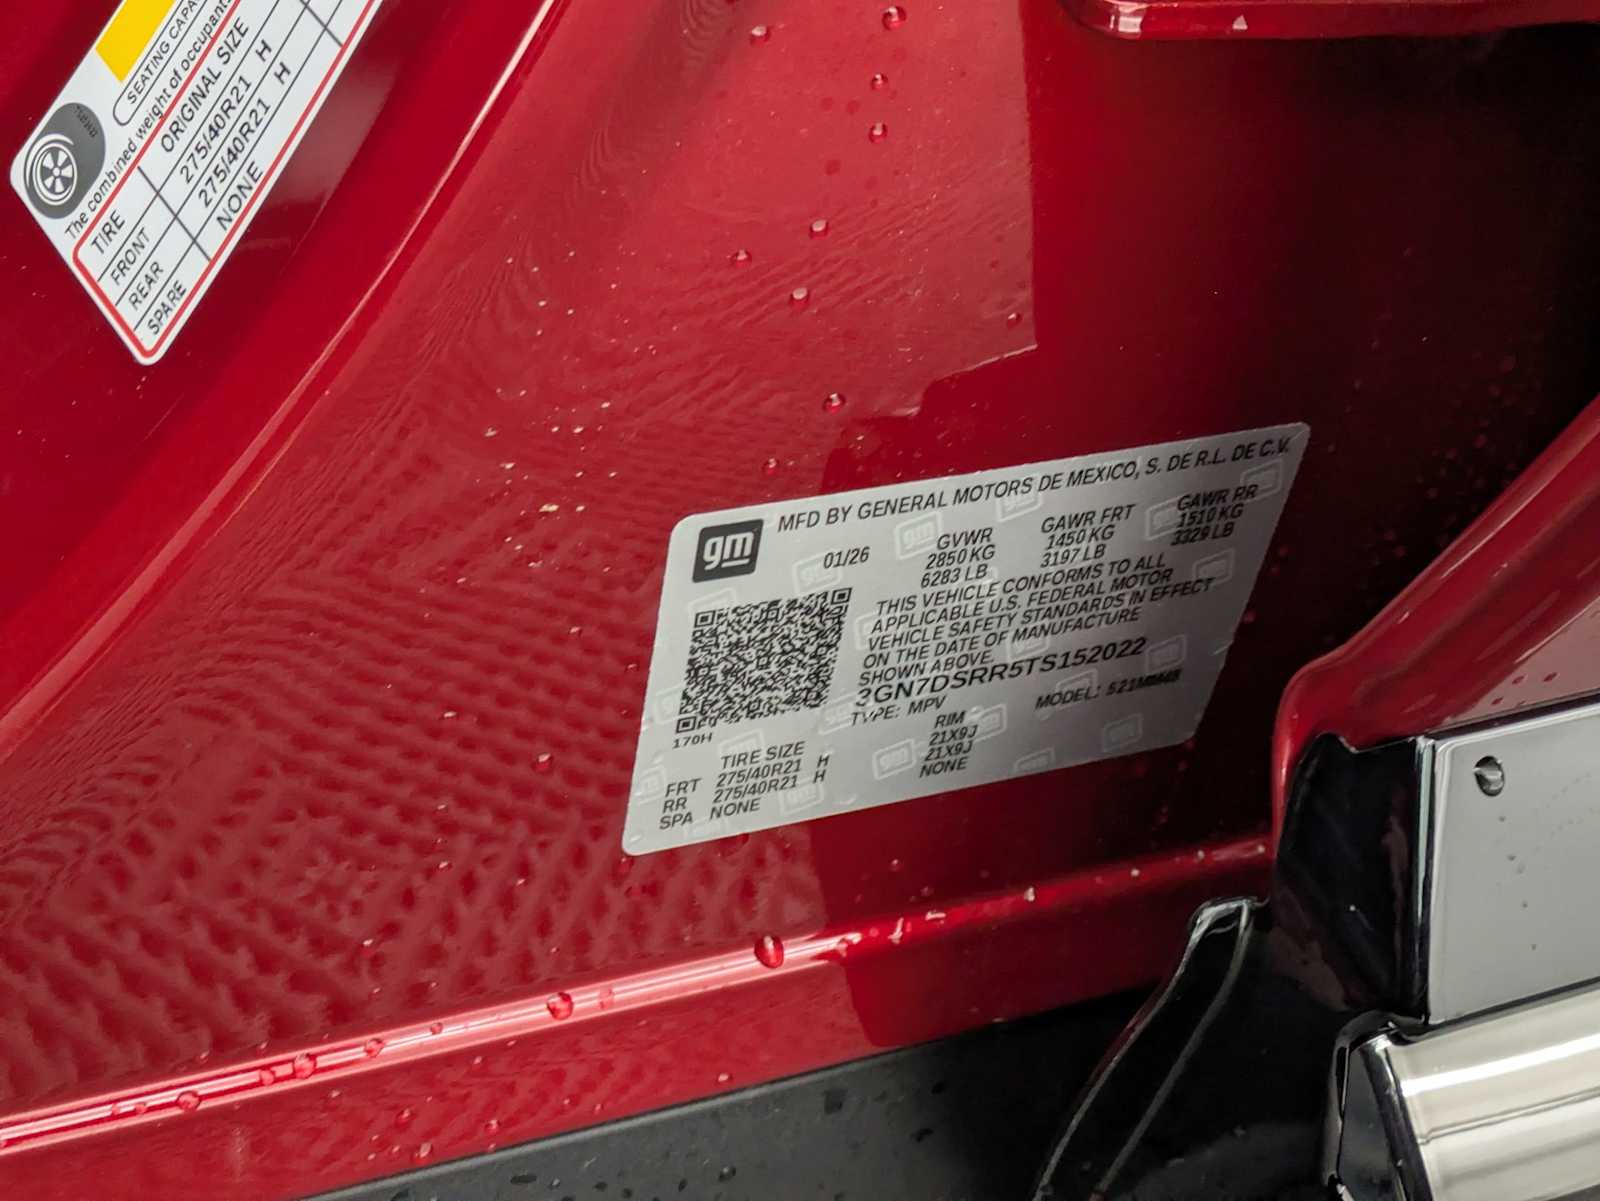 SEATING CAPA
The combined weight of occupant
TIRE ORIGINAL SIZE
FRONT 275/40R21 H
REAR 275/40R21 H
SPARE NONE
gm
MFD BY GENERAL MOTORS DE MEXICO, S. DE R.L. DE C.V.
01/26 GVWR GAWR FRT GAWR RR
2850 KG 1450 KG 1510 KG
6283 LB 3197 LB 3329 LB
THIS VEHICLE CONFORMS TO ALL
APPLICABLE U.S. FEDERAL MOTOR
VEHICLE SAFETY STANDARDS IN EFFECT
ON THE DATE OF MANUFACTURE
SHOWN ABOVE.
3GN7DSRR5TS152022
TYPE: MPV MODEL:
170H
TIRE SIZE RIM
FRT 275/40R21 H 21X9J
RR 275/40R21 H 21X9J
SPA NONE NONE